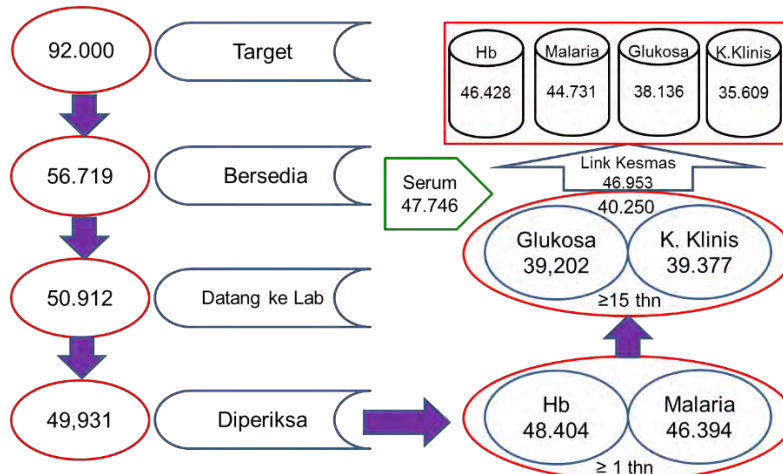 92.000
Target
56.719
Bersedia
50.912
Datang ke Lab
49,931
Diperiksa
Hb
46.428
Malaria
44.731
Glukosa
38.136
K.Klinis
35.609
Link Kesmas
46.953
Serum
47.746
40.250
Glukosa
39,202
K. Klinis
39.377
≥15 thn
Hb
48.404
Malaria
46.394
≥ 1 thn